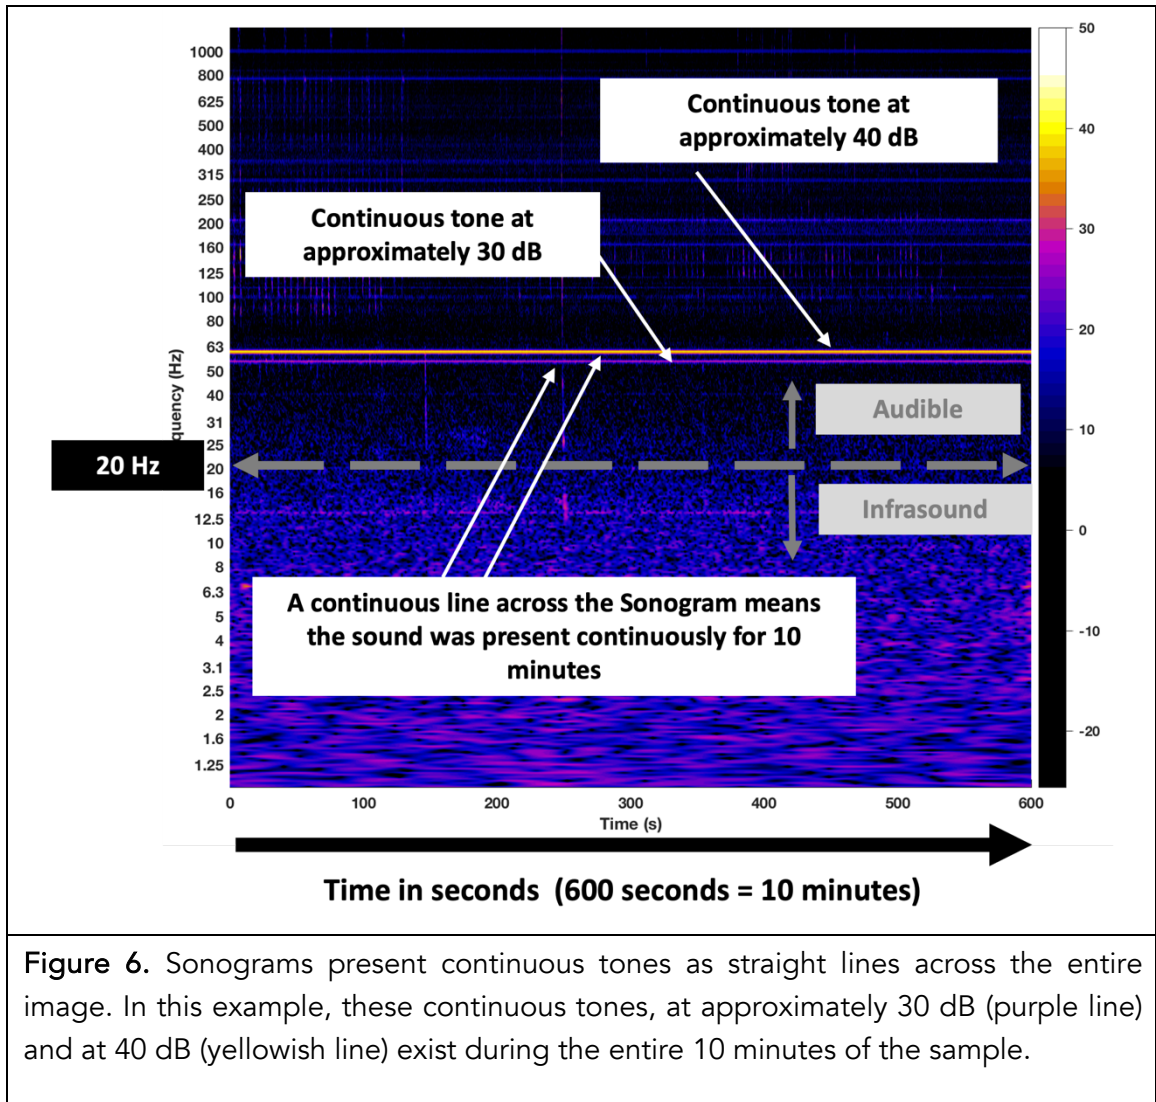 1000
800
625
500
400
315
250
200
160
125
100
80
63
50
40
31
25
20
16
12.5
10
8
6.3
5
4
3.1
2.5
2
1.6
1.25
quency (Hz)
Continuous tone at
approximately 40 dB
Continuous tone at
approximately 30 dB
Audible
20 Hz
Infrasound
A continuous line across the Sonogram means
the sound was present continuously for 10
minutes
50
40
30
20
10
0
-10
-20
0 100 200 300 400 500 600
Time (s)
Time in seconds (600 seconds = 10 minutes)
Figure 6. Sonograms present continuous tones as straight lines across the entire
image. In this example, these continuous tones, at approximately 30 dB (purple line)
and at 40 dB (yellowish line) exist during the entire 10 minutes of the sample.